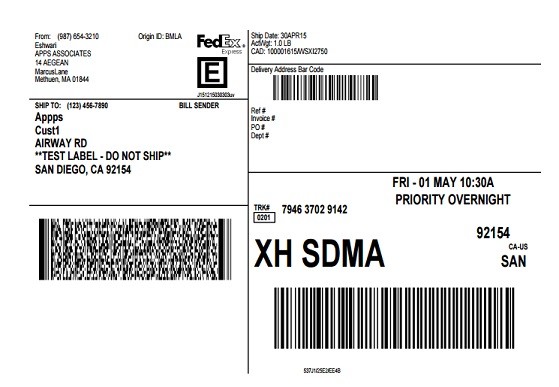 From: (987) 654-3210 Origin ID: BMLA
Eshwari
APPS ASSOCIATES
14 AEGEAN
MarcusLane
Methuen, MA 01844
FedEx
Express
E
J151215030303uv
Ship Date: 30APR15
ActWgt: 1.0 LB
CAD: 100001615/WSXI2750
Delivery Address Bar Code
SHIP TO: (123) 456-7890 BILL SENDER
Appps
Cust1
AIRWAY RD
**TEST LABEL - DO NOT SHIP**
SAN DIEGO, CA 92154
Ref #
Invoice #
PO #
Dept #
FRI - 01 MAY 10:30A
PRIORITY OVERNIGHT
TRK# 7946 3702 9142
0201
92154
XH SDMA
CA-US
SAN
537J1/25E2/EE4B